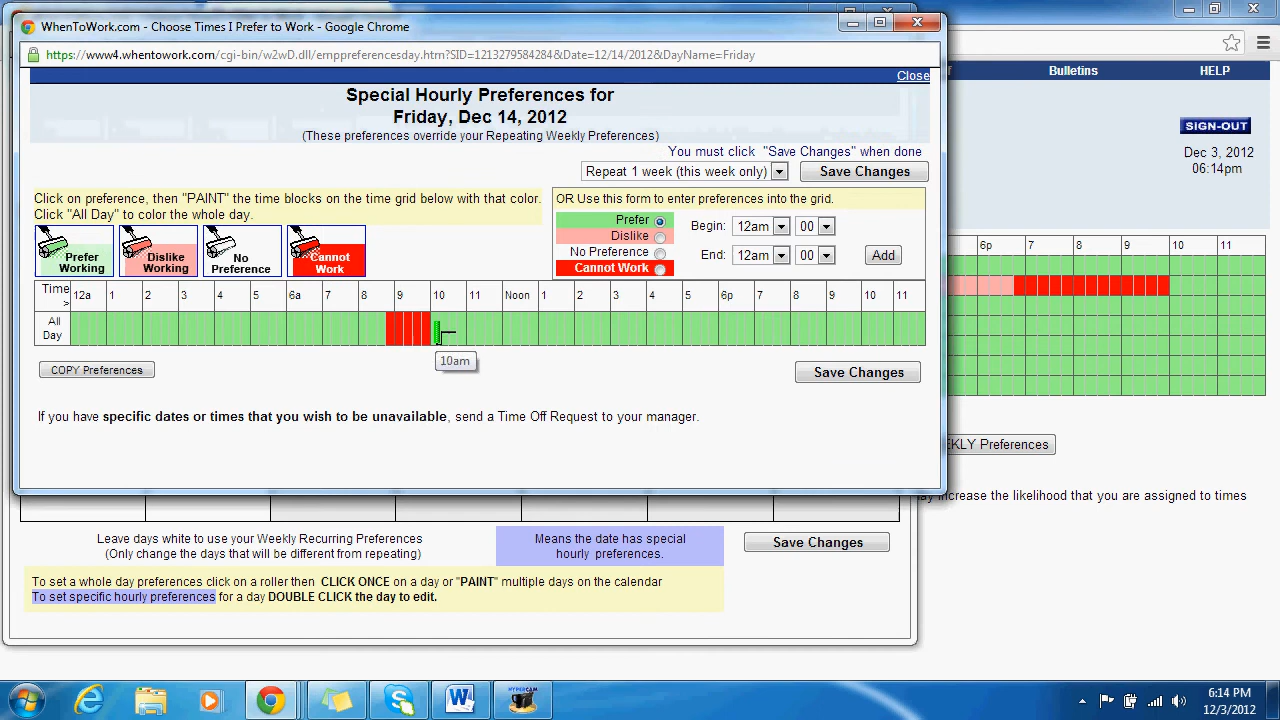 WhenToWork.com - Choose Times I Prefer to Work - Google Chrome
https://www4.whentowork.com/cgi-bin/w2wD.dll/emppreferencesday.htm?SID=1213279584284&Date=12/14/2012&DayName=Friday
Close
Special Hourly Preferences for
Friday, Dec 14, 2012
(These preferences override your Repeating Weekly Preferences)
You must click "Save Changes" when done
Repeat 1 week (this week only)
Save Changes
Click on preference, then "PAINT" the time blocks on the time grid below with that color.
Click "All Day" to color the whole day.
Prefer Working
Dislike Working
No Preference
Cannot Work
OR Use this form to enter preferences into the grid.
Prefer
Dislike
No Preference
Cannot Work
Begin: 12am 00
End: 12am 00
Add
Time > 12a 1 2 3 4 5 6a 7 8 9 10 11 Noon 1 2 3 4 5 6p 7 8 9 10 11
All Day
10am
COPY Preferences
Save Changes
If you have specific dates or times that you wish to be unavailable, send a Time Off Request to your manager.
Bulletins HELP
SIGN-OUT
Dec 3, 2012
06:14pm
6p 7 8 9 10 11
EKLY Preferences
y increase the likelihood that you are assigned to times
Leave days white to use your Weekly Recurring Preferences
(Only change the days that will be different from repeating)
Means the date has special
hourly preferences.
Save Changes
To set a whole day preferences click on a roller then CLICK ONCE on a day or "PAINT" multiple days on the calendar
To set specific hourly preferences for a day DOUBLE CLICK the day to edit.
HYPERCAM
6:14 PM
12/3/2012